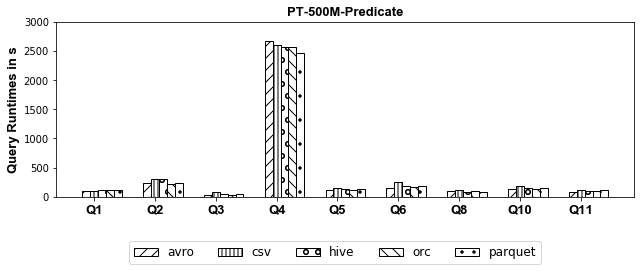 PT-500M-Predicate
Query Runtimes in s
3000
2500
2000
1500
1000
500
0
Q1 Q2 Q3 Q4 Q5 Q6 Q8 Q10 Q11
avro csv hive orc parquet